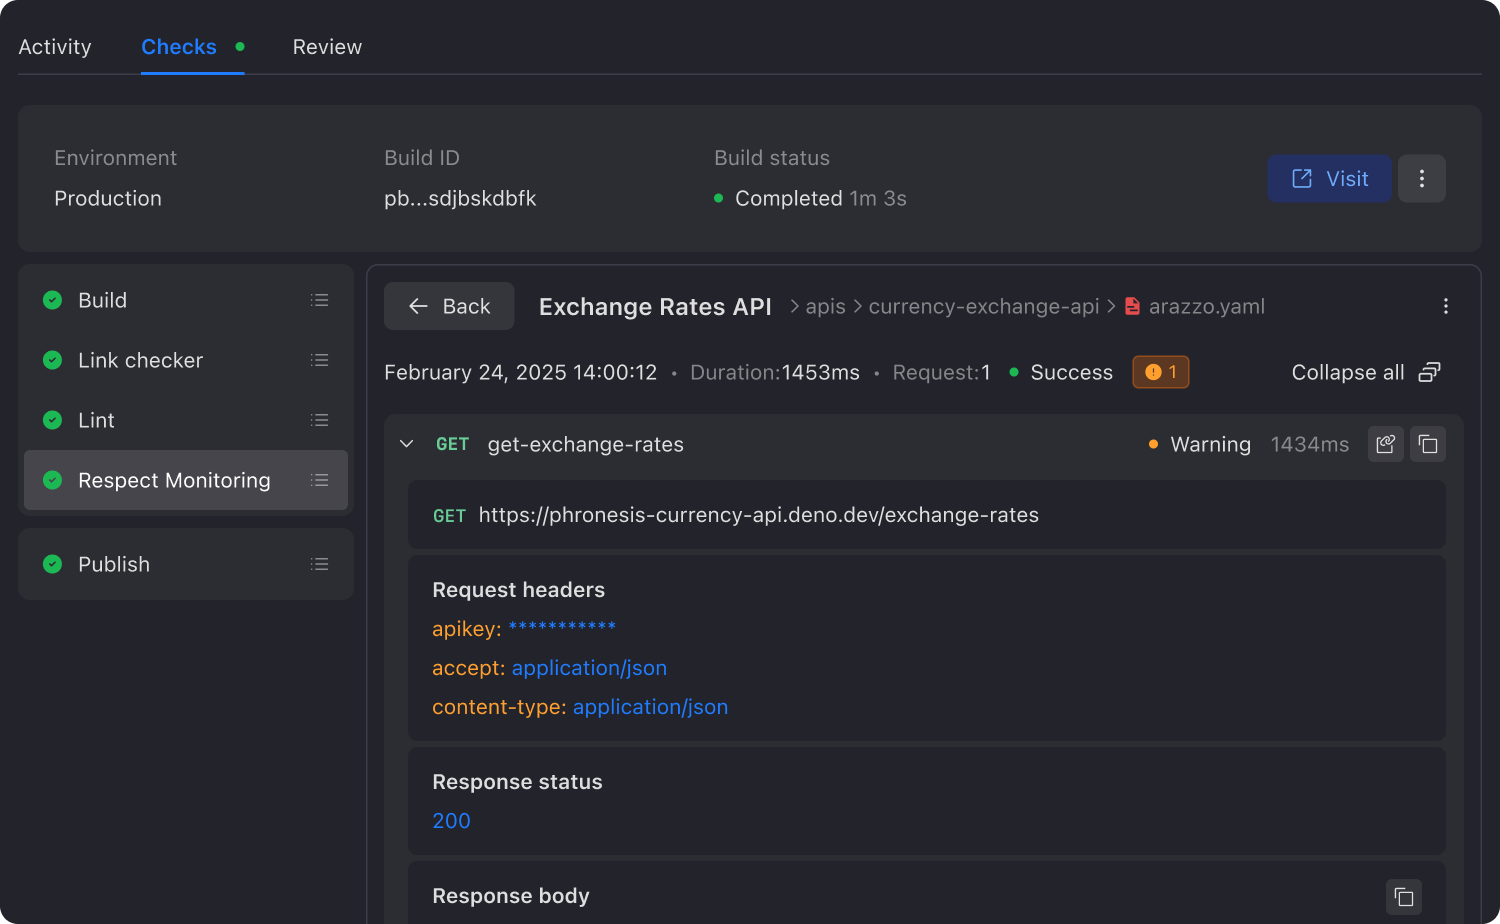 Activity Checks Review
Environment Build ID Build status
Production pb...sdjbskdbfk Completed 1m 3s
Visit
Build
Link checker
Lint
Respect Monitoring
Publish
Back Exchange Rates API > apis > currency-exchange-api > arazzo.yaml
February 24, 2025 14:00:12 • Duration:1453ms • Request:1 Success 1 Collapse all
GET get-exchange-rates Warning 1434ms
GET https://phronesis-currency-api.deno.dev/exchange-rates
Request headers
apikey: ***********
accept: application/json
content-type: application/json
Response status
200
Response body